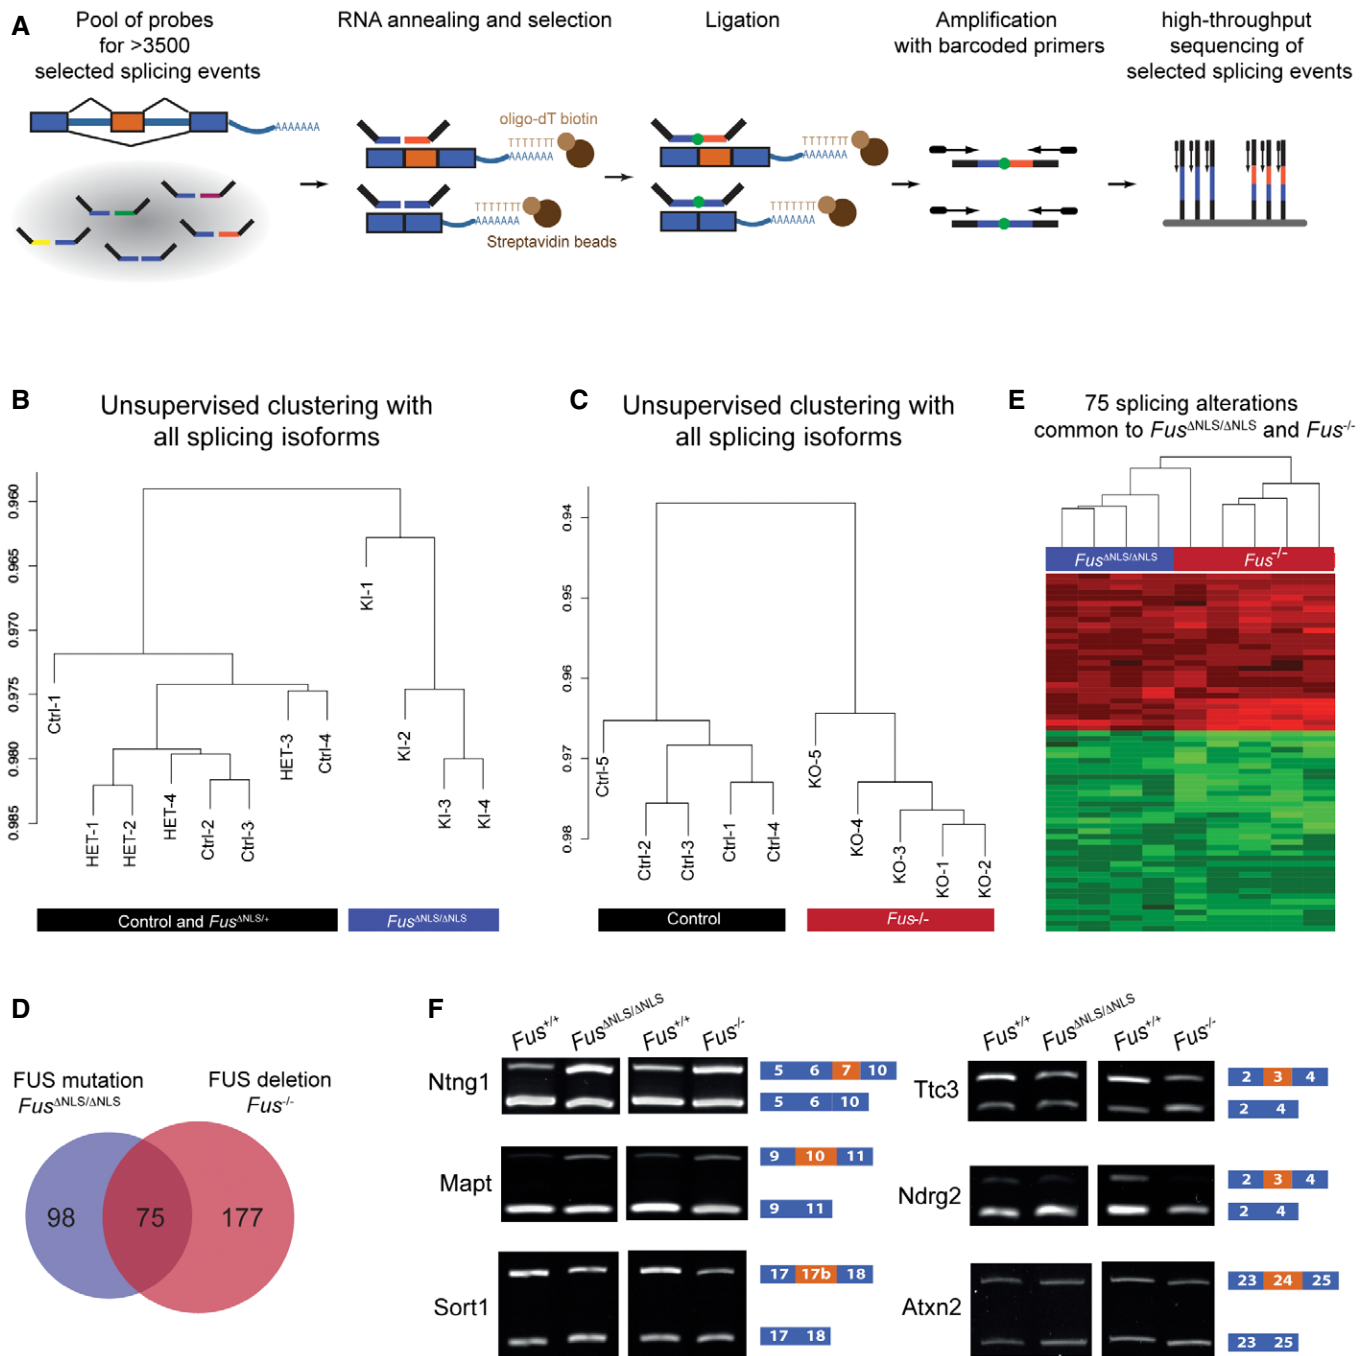 A
Pool of probes
for >3500
selected splicing events
RNA annealing and selection
Ligation
Amplification
with barcoded primers
high-throughput
sequencing of
selected splicing events
AAAAAAA
oligo-dT biotin
TTTTTTT
AAAAAAA
TTTTTTT
AAAAAAA
Streptavidin beads
TTTTTTT
AAAAAAA
TTTTTTT
AAAAAAA
B
Unsupervised clustering with
all splicing isoforms
0.960
0.965
0.970
0.975
0.980
0.985
Ctrl-1
HET-1
HET-2
HET-4
Ctrl-2
Ctrl-3
HET-3
Ctrl-4
KI-1
KI-2
KI-3
KI-4
Control and FusΔNLS/+
FusΔNLS/ΔNLS
C
Unsupervised clustering with
all splicing isoforms
0.94
0.95
0.96
0.97
0.98
Ctrl-5
Ctrl-2
Ctrl-3
Ctrl-1
Ctrl-4
KO-5
KO-4
KO-3
KO-1
KO-2
Control
Fus-/-
E
75 splicing alterations
common to FusΔNLS/ΔNLS and Fus-/-
FusΔNLS/ΔNLS
Fus-/-
D
FUS mutation
FusΔNLS/ΔNLS
FUS deletion
Fus-/-
98
75
177
F
Fus+/+
FusΔNLS/ΔNLS
Fus+/+
Fus-/-
Ntng1
5 6 7 10
5 6 10
Mapt
9 10 11
9 11
Sort1
17 17b 18
17 18
Fus+/+
FusΔNLS/ΔNLS
Fus+/+
Fus-/-
Ttc3
2 3 4
2 4
Ndrg2
2 3 4
2 4
Atxn2
23 24 25
23 25